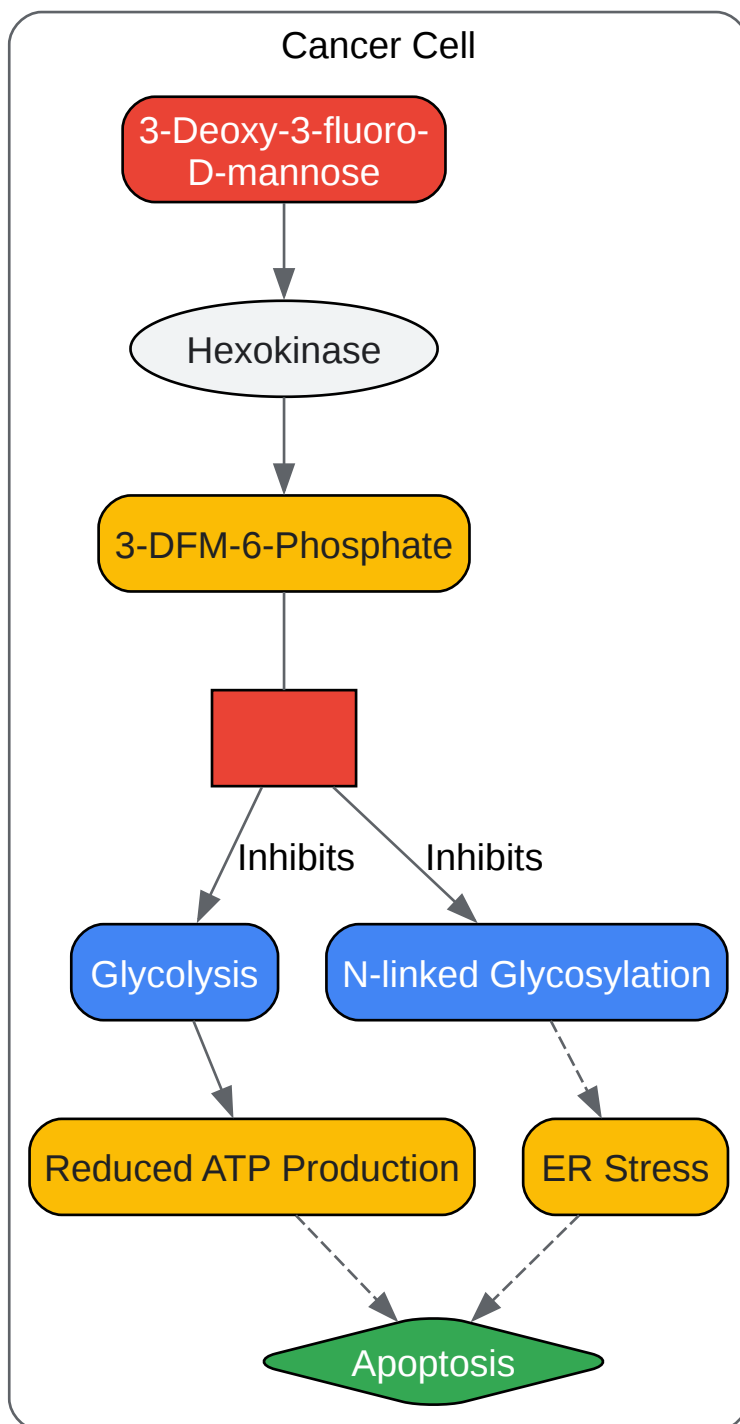 Cancer Cell
3-Deoxy-3-fluoro-
D-mannose
Hexokinase
3-DFM-6-Phosphate
Inhibits
Inhibits
Glycolysis
N-linked Glycosylation
Reduced ATP Production
ER Stress
Apoptosis